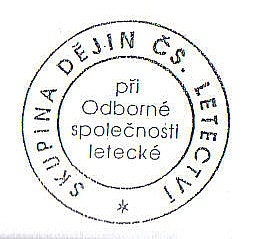 SKUPINA DĚJIN ČS. LETECTVÍ
při
Odborné
společnosti
letecké
*